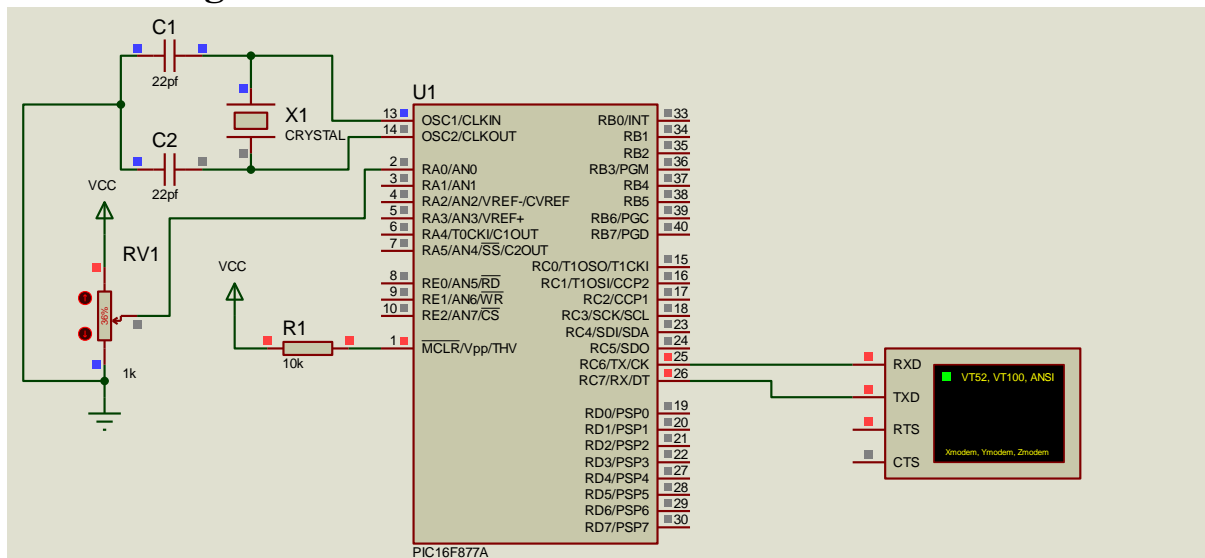 g
C1
22pf
X1
CRYSTAL
C2
22pf
VCC
RV1
36%
1k
VCC
R1
10k
U1
13
OSC1/CLKIN
14
OSC2/CLKOUT
2
RA0/AN0
3
RA1/AN1
4
RA2/AN2/VREF-/CVREF
5
RA3/AN3/VREF+
6
RA4/T0CKI/C1OUT
7
RA5/AN4/SS/C2OUT
8
RE0/AN5/RD
9
RE1/AN6/WR
10
RE2/AN7/CS
1
MCLR/Vpp/THV
RB0/INT
33
RB1
34
RB2
35
RB3/PGM
36
RB4
37
RB5
38
RB6/PGC
39
RB7/PGD
40
RC0/T1OSO/T1CKI
15
RC1/T1OSI/CCP2
16
RC2/CCP1
17
RC3/SCK/SCL
18
RC4/SDI/SDA
23
RC5/SDO
24
RC6/TX/CK
25
RC7/RX/DT
26
RD0/PSP0
19
RD1/PSP1
20
RD2/PSP2
21
RD3/PSP3
22
RD4/PSP4
27
RD5/PSP5
28
RD6/PSP6
29
RD7/PSP7
30
PIC16F877A
RXD
TXD
RTS
CTS
VT52, VT100, ANSI
Xmodem, Ymodem, Zmodem